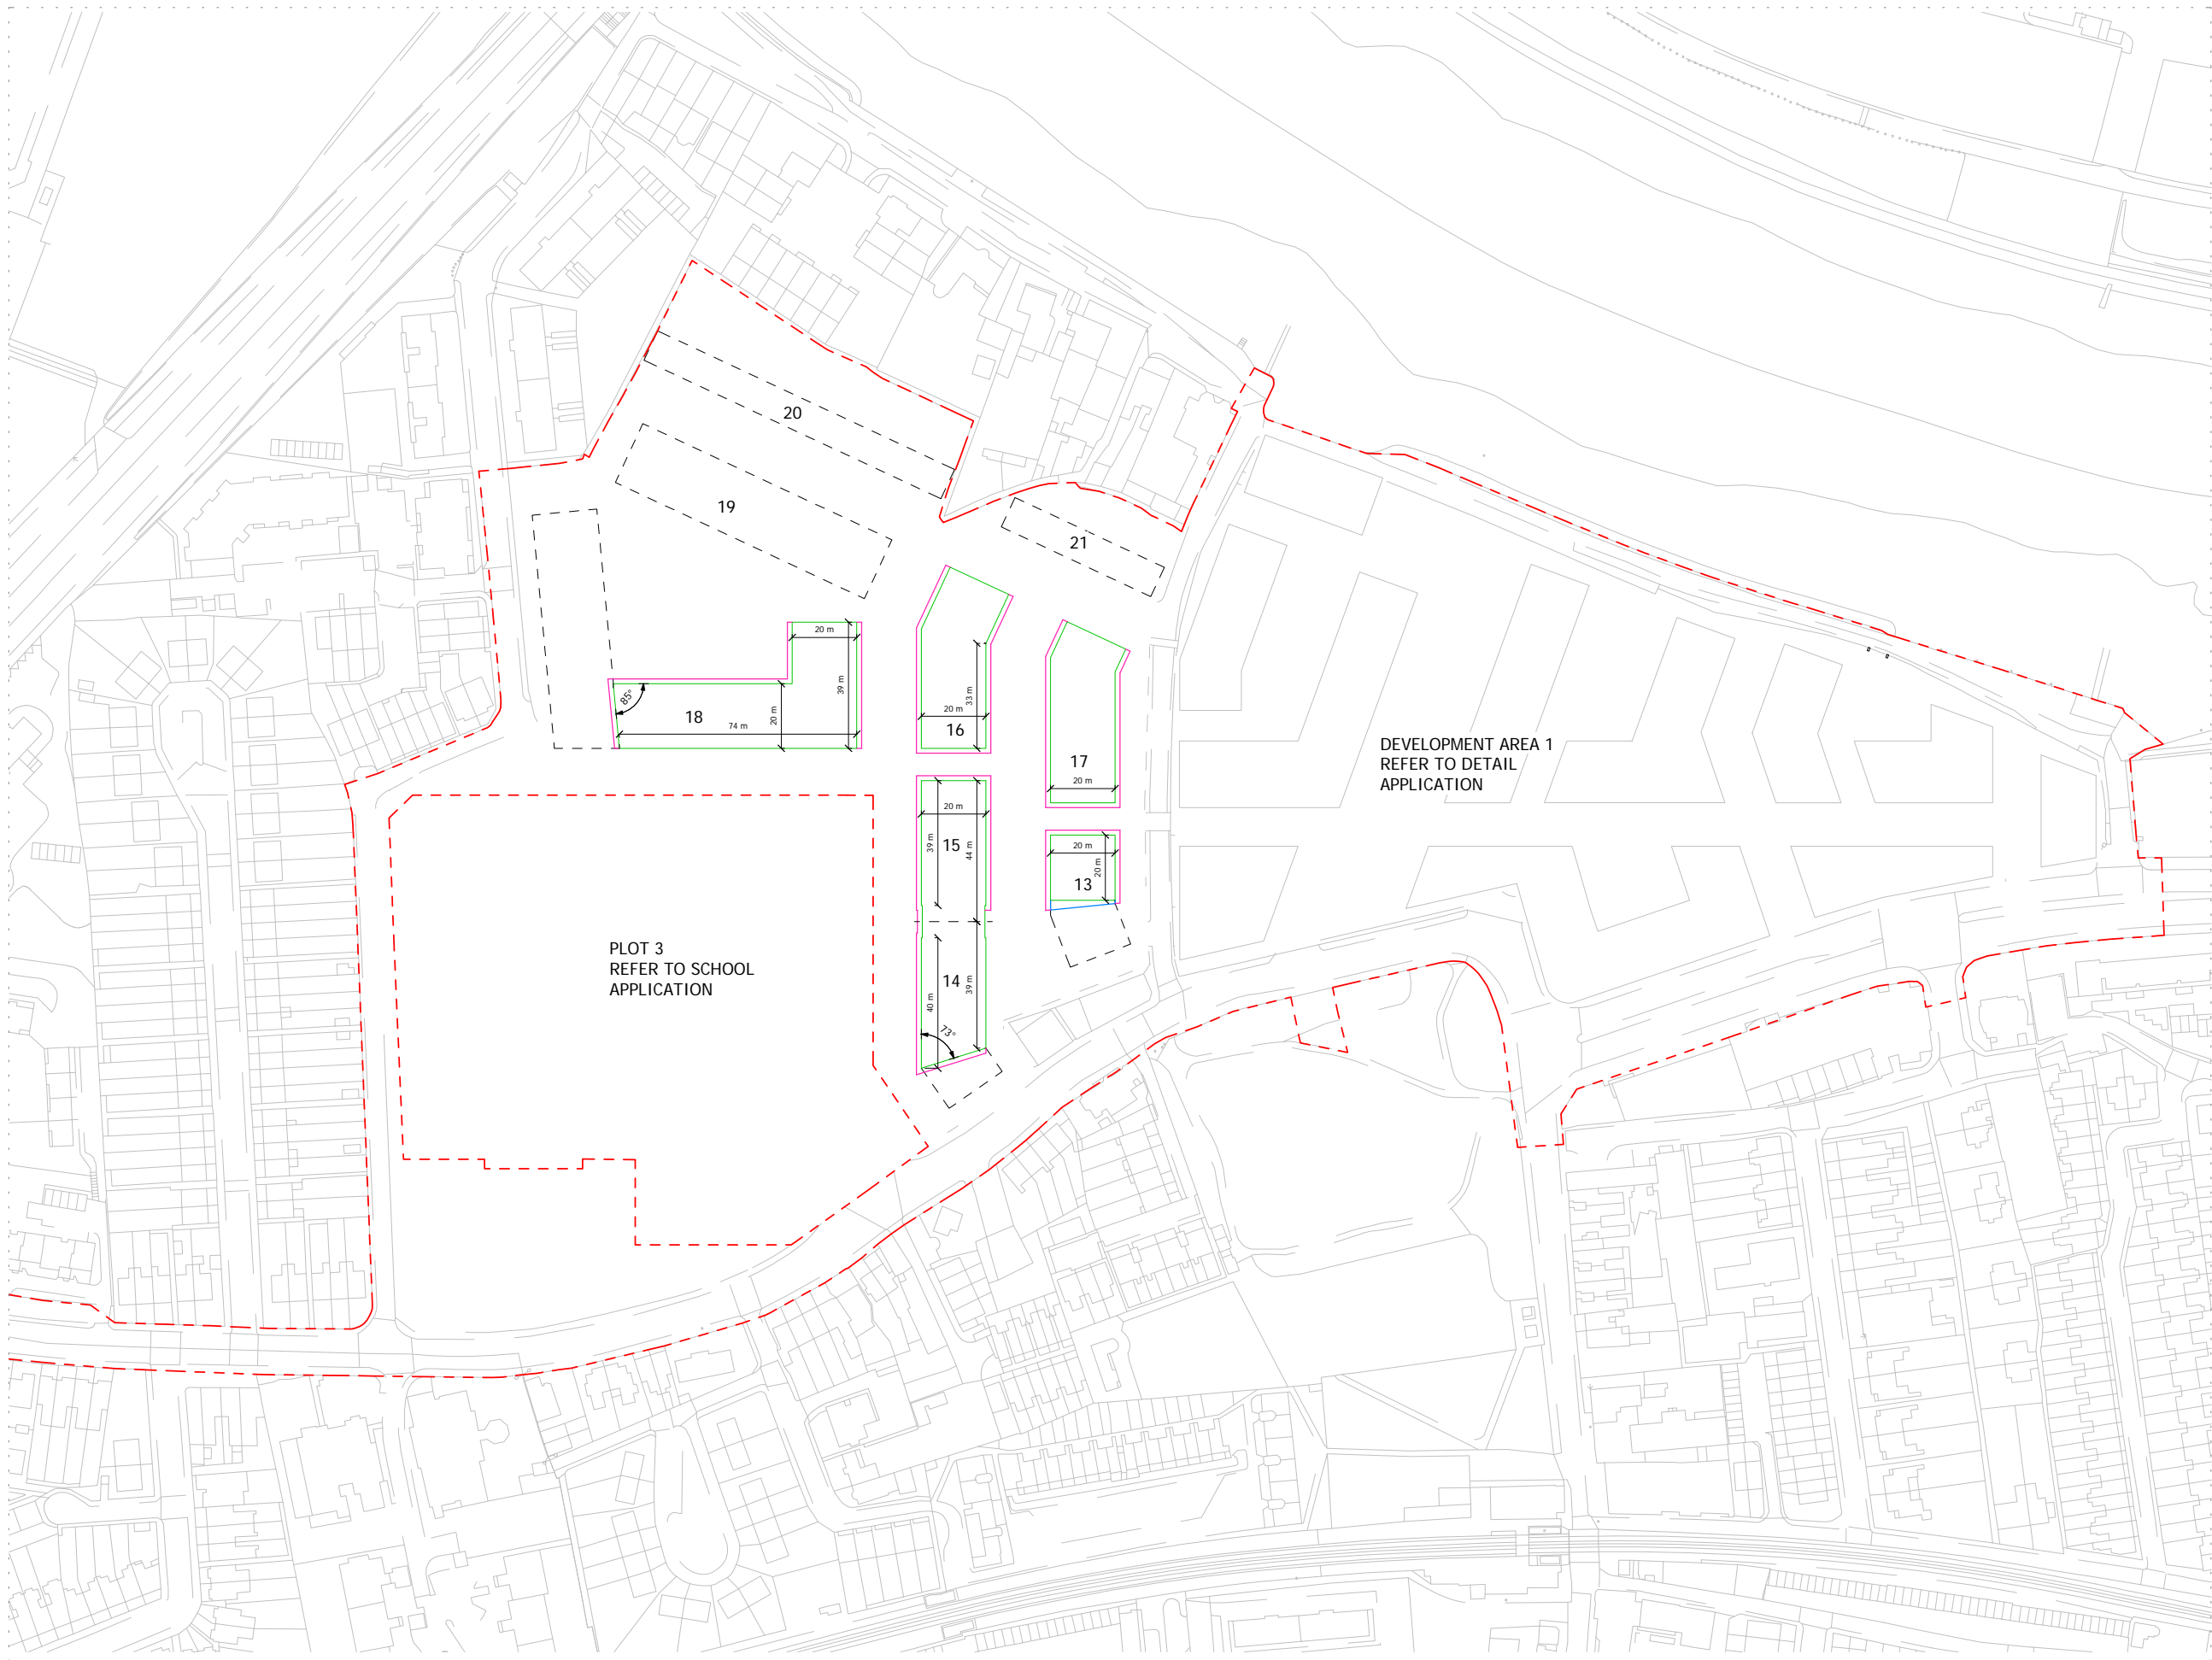 20
19
21
20 m
39 m
85°
18
74 m
20 m
33 m
20 m
16
17
20 m
DEVELOPMENT AREA 1
REFER TO DETAIL
APPLICATION
20 m
39 m
15
44 m
20 m
20 m
13
PLOT 3
REFER TO SCHOOL
APPLICATION
14
40 m
39 m
73°